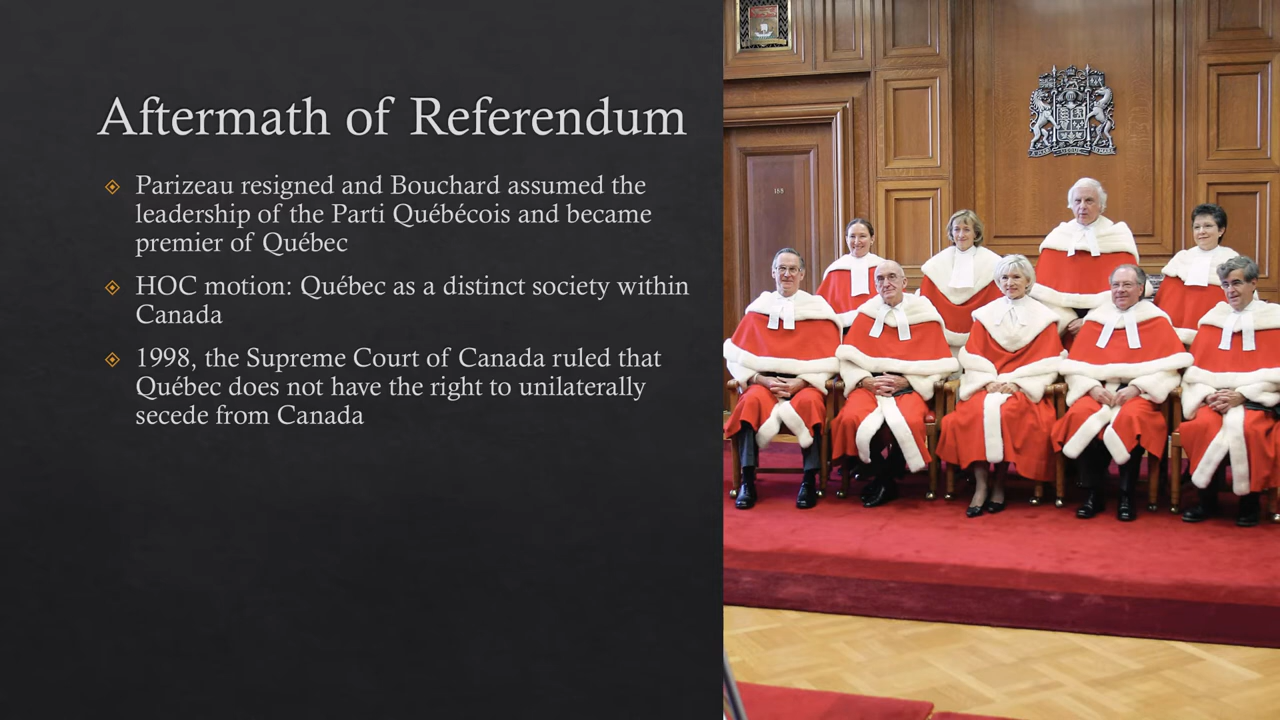 Aftermath of Referendum
Parizeau resigned and Bouchard assumed the
leadership of the Parti Québécois and became
premier of Québec
HOC motion: Québec as a distinct society within
Canada
1998, the Supreme Court of Canada ruled that
Québec does not have the right to unilaterally
secede from Canada